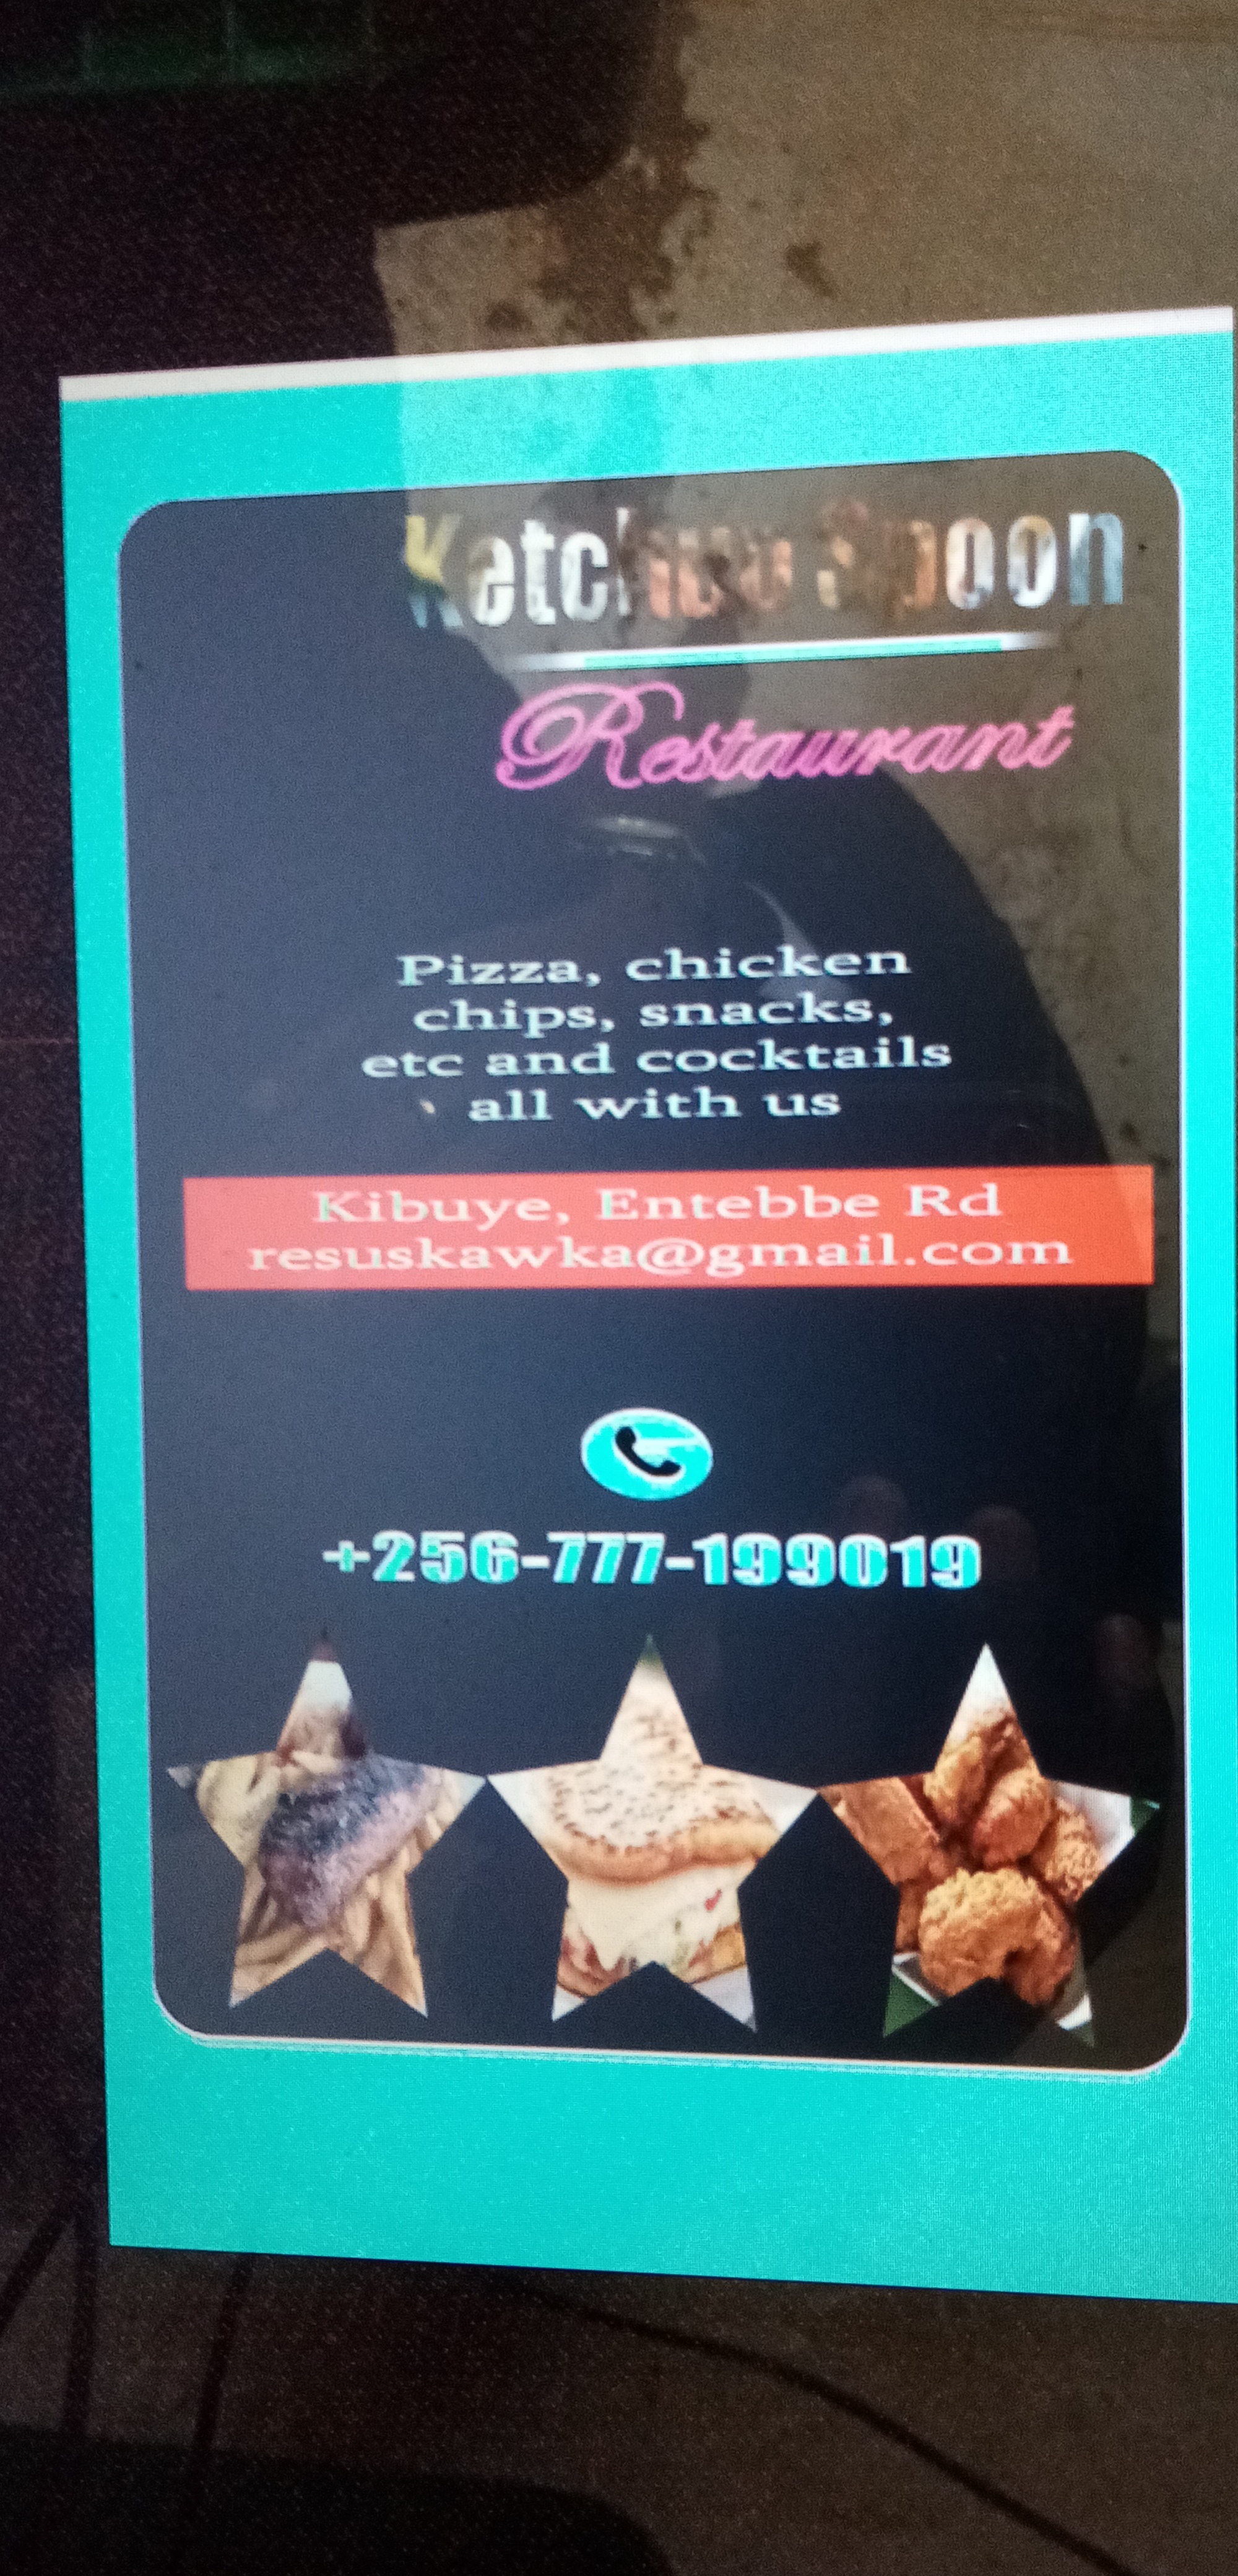 Ketchup Spoon
Restaurant
Pizza, chicken
chips, snacks,
etc and cocktails
all with us
Kibuye, Entebbe Rd
resuskawka@gmail.com
+256-777-199019